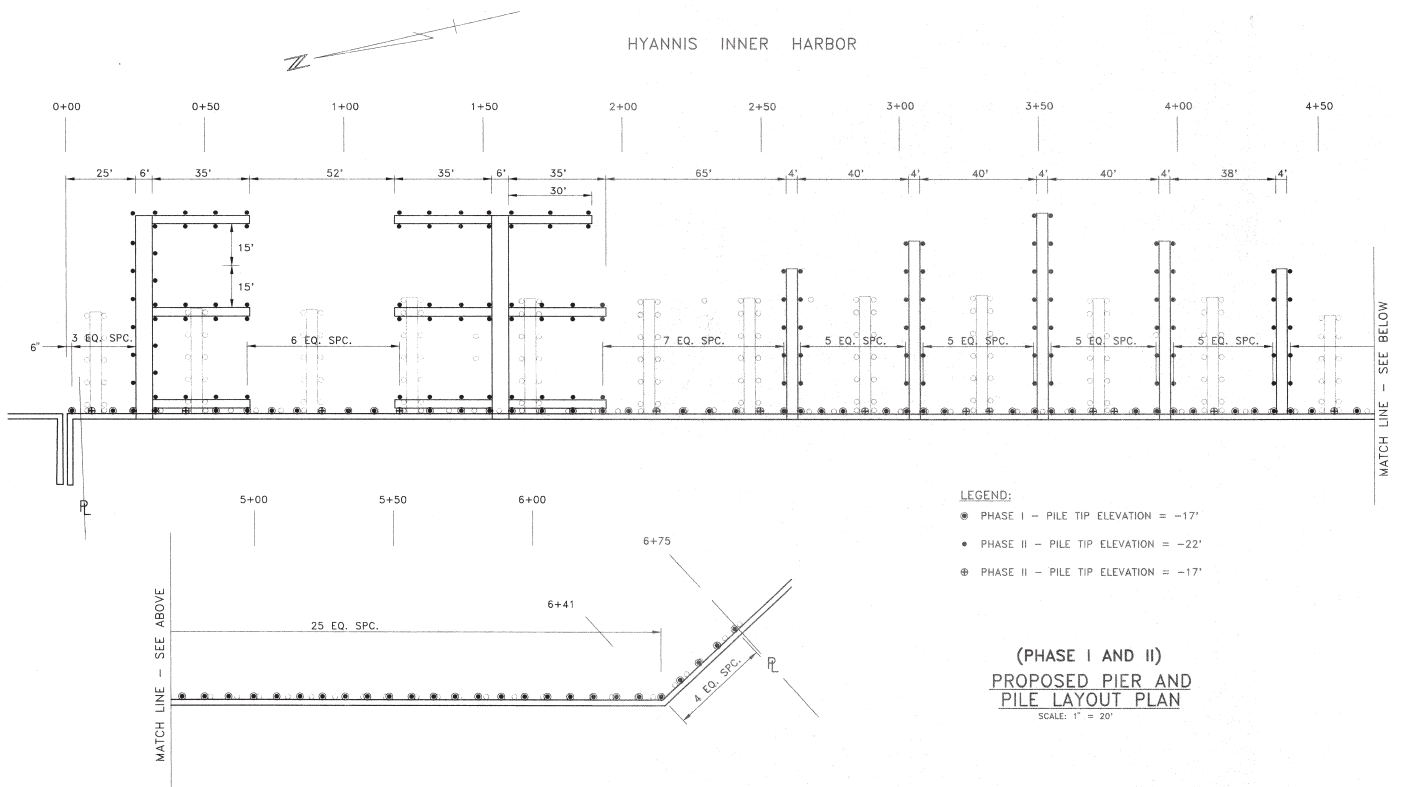 HYANNIS INNER HARBOR
N
0+00 0+50 1+00 1+50 2+00 2+50 3+00 3+50 4+00 4+50
25' 6' 35' 52' 35' 6' 35' 65' 4' 40' 4' 40' 4' 40' 4' 38' 4'
30'
15'
15'
6" 3 EQ. SPC. 6 EQ. SPC. 7 EQ. SPC. 5 EQ. SPC. 5 EQ. SPC. 5 EQ. SPC. 5 EQ. SPC.
MATCH LINE - SEE BELOW
PL
5+00 5+50 6+00
6+75
6+41
MATCH LINE - SEE ABOVE
25 EQ. SPC.
4 EQ. SPC.
PL
LEGEND:
PHASE I - PILE TIP ELEVATION = -17'
PHASE II - PILE TIP ELEVATION = -22'
PHASE II - PILE TIP ELEVATION = -17'
(PHASE I AND II)
PROPOSED PIER AND
PILE LAYOUT PLAN
SCALE: 1" = 20'